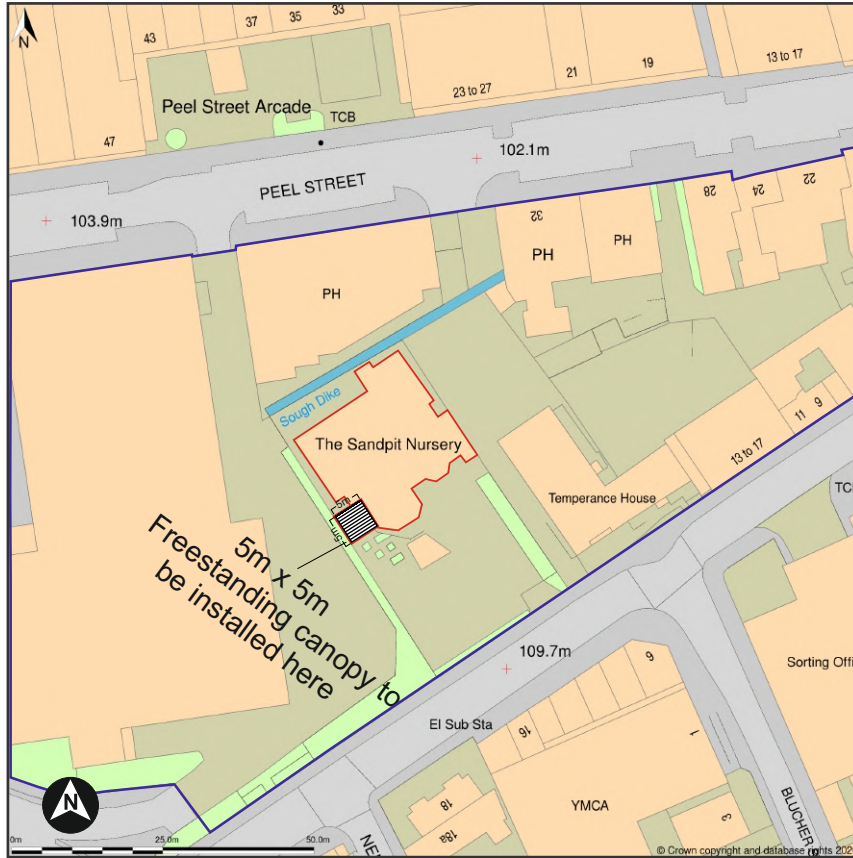 N
43
37
35
33
Peel Street Arcade
TCB
23 to 27
21
19
13 to 17
47
102.1m
PEEL STREET
103.9m
32
28
24
22
PH
PH
PH
Sough Dike
The Sandpit Nursery
5m
5m
11
9
13 to 17
Temperance House
5m x 5m
Freestanding canopy to
be installed here
109.7m
9
Sorting Offi
El Sub Sta
16
1
N
YMCA
18
18a
3
BLUCHER S
0m
25.0m
50.0m
© Crown copyright and database rights 202